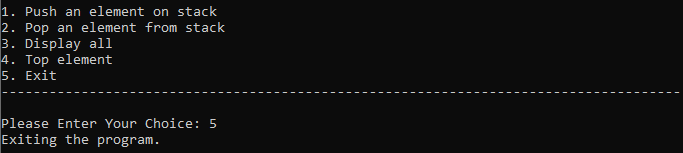 1. Push an element on stack
2. Pop an element from stack
3. Display all
4. Top element
5. Exit
-------------------------------------------------------------------------------------
Please Enter Your Choice: 5
Exiting the program.